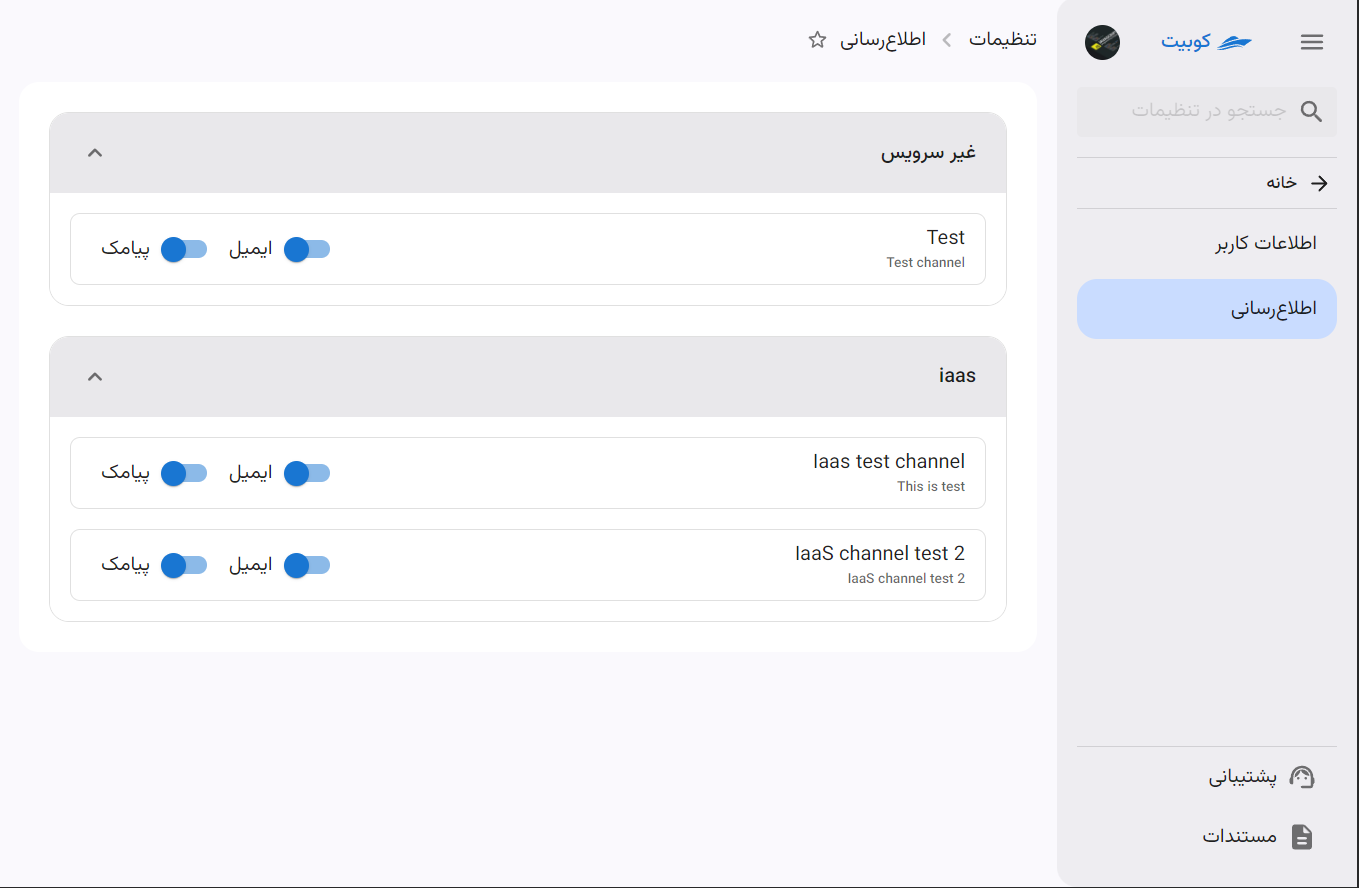 کوبیت
جستجو در تنظیمات
خانه
اطلاعات کاربر
اطلاع‌رسانی
پشتیبانی
مستندات
تنظیمات
اطلاع‌رسانی
غیر سرویس
Test
Test channel
ایمیل
پیامک
iaas
Iaas test channel
This is test
ایمیل
پیامک
IaaS channel test 2
IaaS channel test 2
ایمیل
پیامک